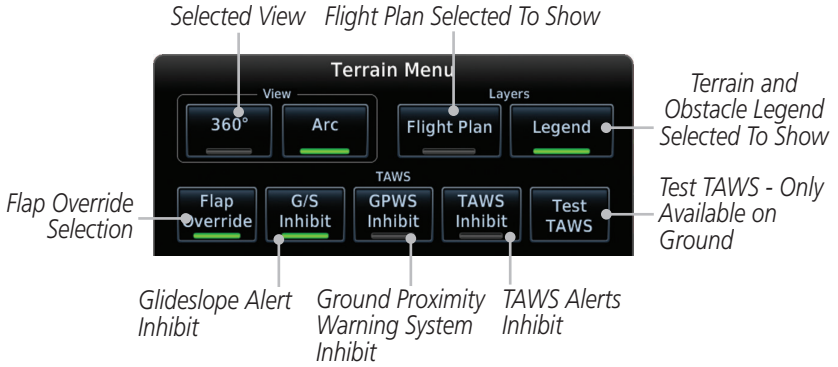 Selected View
Flight Plan Selected To Show
Terrain Menu
View
Layers
360°
Arc
Flight Plan
Legend
Terrain and
Obstacle Legend
Selected To Show
TAWS
Flap
Override
G/S
Inhibit
GPWS
Inhibit
TAWS
Inhibit
Test
TAWS
Flap Override
Selection
Test TAWS - Only
Available on
Ground
Glideslope Alert
Inhibit
Ground Proximity
Warning System
Inhibit
TAWS Alerts
Inhibit